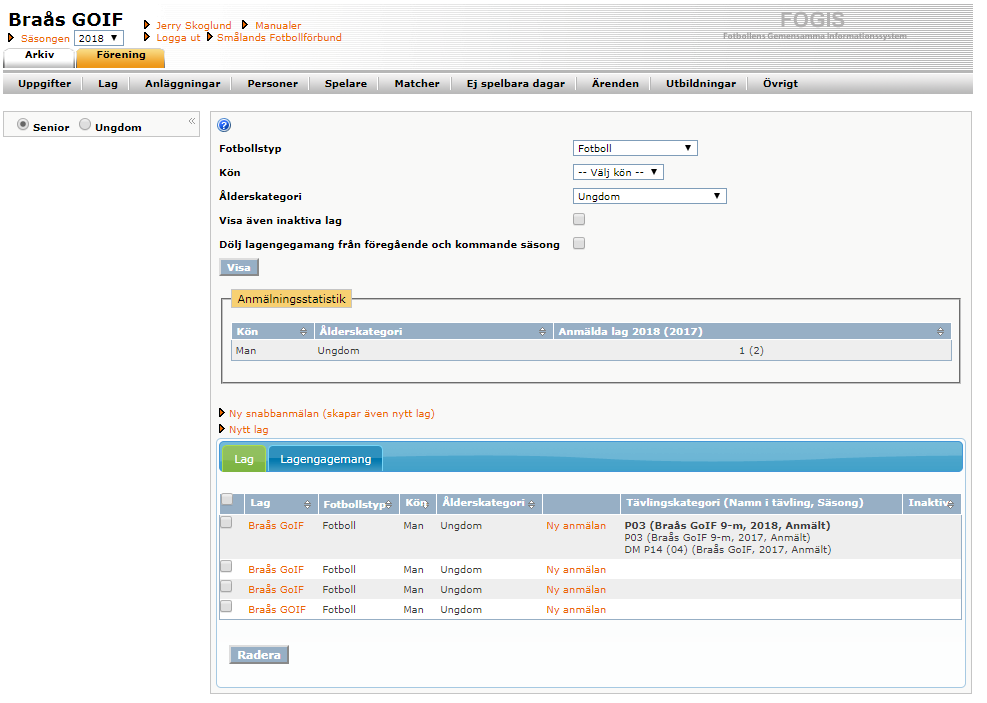 Braås GOIF
Jerry Skoglund Manualer
Säsongen 2018 Logga ut Smålands Fotbollförbund
FOGIS
Fotbollens Gemensamma Informationssystem
Arkiv Förening
Uppgifter Lag Anläggningar Personer Spelare Matcher Ej spelbara dagar Ärenden Utbildningar Övrigt
Senior Ungdom «
?
Fotbollstyp Fotboll
Kön -- Välj kön --
Ålderskategori Ungdom
Visa även inaktiva lag
Dölj lagengegamang från föregående och kommande säsong
Visa
Anmälningsstatistik
Kön Ålderskategori Anmälda lag 2018 (2017)
Man Ungdom 1 (2)
Ny snabbanmälan (skapar även nytt lag)
Nytt lag
Lag Lagengagemang
Lag Fotbollstyp Kön Ålderskategori Tävlingskategori (Namn i tävling, Säsong) Inaktiv
Braås GoIF Fotboll Man Ungdom Ny anmälan P03 (Braås GoIF 9-m, 2018, Anmält)
P03 (Braås GoIF 9-m, 2017, Anmält)
DM P14 (04) (Braås GoIF, 2017, Anmält)
Braås GoIF Fotboll Man Ungdom Ny anmälan
Braås GoIF Fotboll Man Ungdom Ny anmälan
Braås GOIF Fotboll Man Ungdom Ny anmälan
Radera